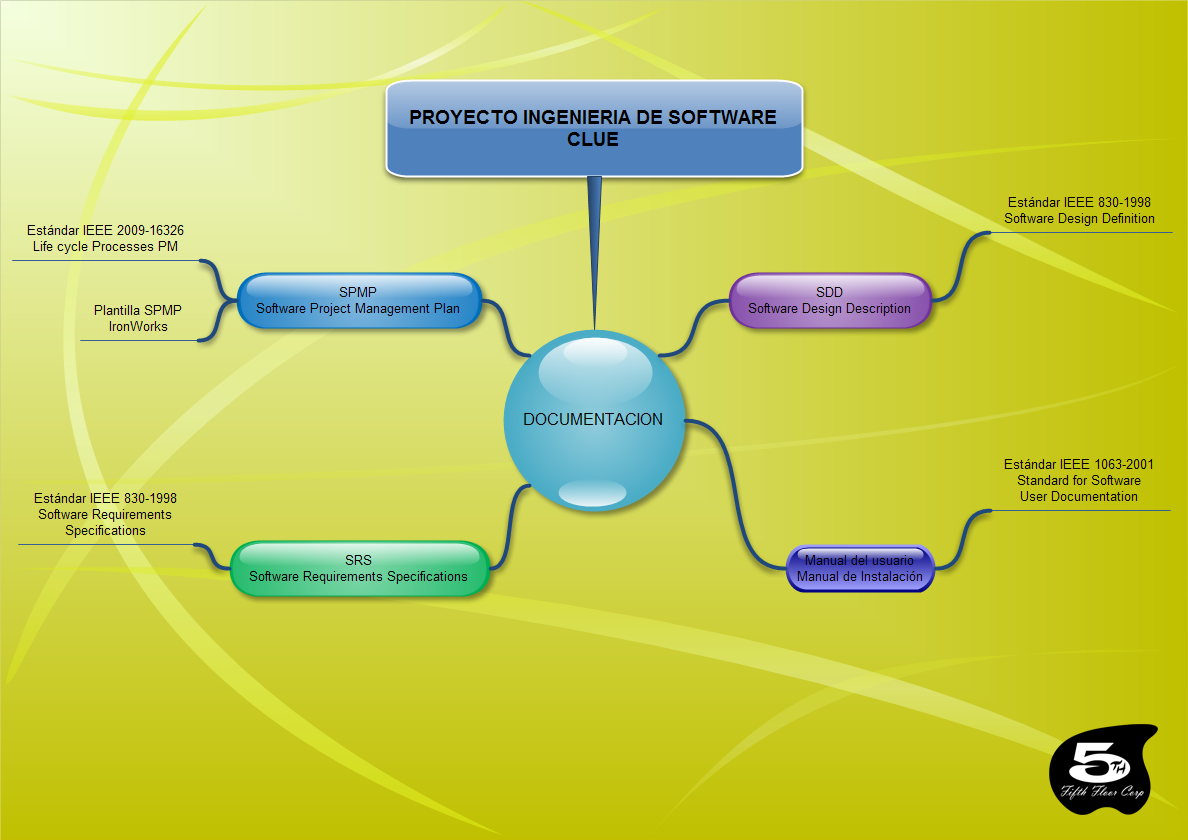 PROYECTO INGENIERIA DE SOFTWARE
CLUE
Estándar IEEE 2009-16326
Life cycle Processes PM
Plantilla SPMP
IronWorks
SPMP
Software Project Management Plan
SDD
Software Design Description
Estándar IEEE 830-1998
Software Design Definition
DOCUMENTACION
Estándar IEEE 830-1998
Software Requirements
Specifications
SRS
Software Requirements Specifications
Manual del usuario
Manual de Instalación
Estándar IEEE 1063-2001
Standard for Software
User Documentation
5TH
Fifth Floor Corp